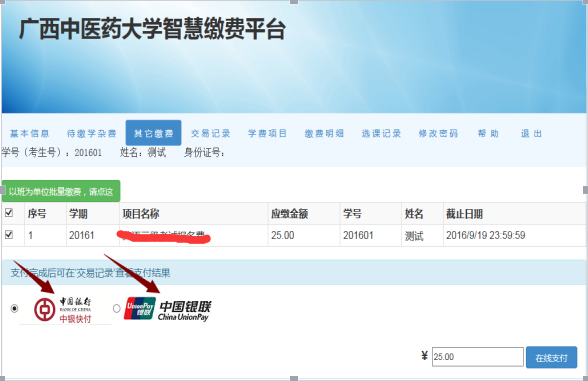 广西中医药大学智慧缴费平台
基本信息 待缴学杂费 其它缴费 交易记录 学费项目 缴费明细 选课记录 修改密码 帮 助 退 出
学号（考生号）：201601 姓名：测试 身份证号：
以班为单位批量缴费，请点这
序号 学期 项目名称 应缴金额 学号 姓名 截止日期
1 20161 25.00 201601 测试 2016/9/19 23:59:59
支付完成后可在'交易记录'查看支付结果
中国银行
BANK OF CHINA
中银快付
UnionPay
银联
中国银联
China UnionPay
¥ 25.00 在线支付